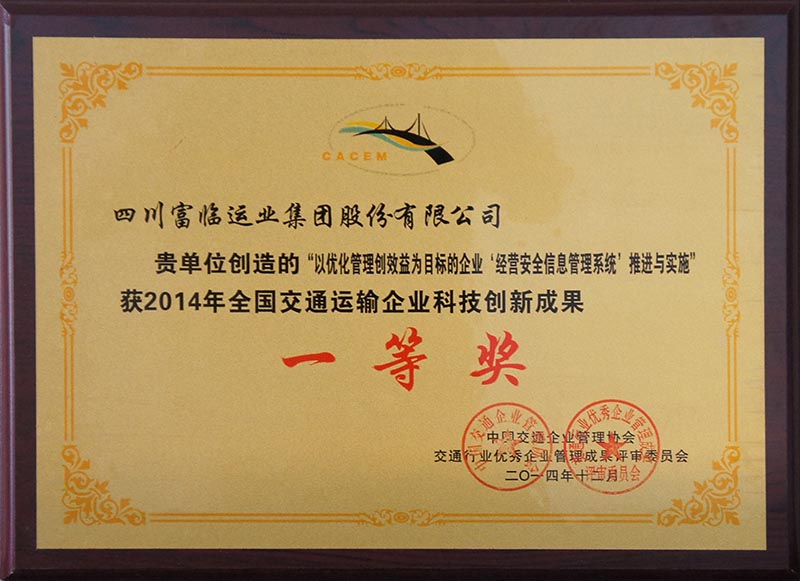 CACEM
四川富临运业集团股份有限公司
贵单位创造的“以优化管理创效益为目标的企业‘经营安全信息管理系统’推进与实施”
获2014年全国交通运输企业科技创新成果
一等奖
中国交通企业管理协会
交通行业优秀企业管理成果评审委员会
二〇一四年十二月